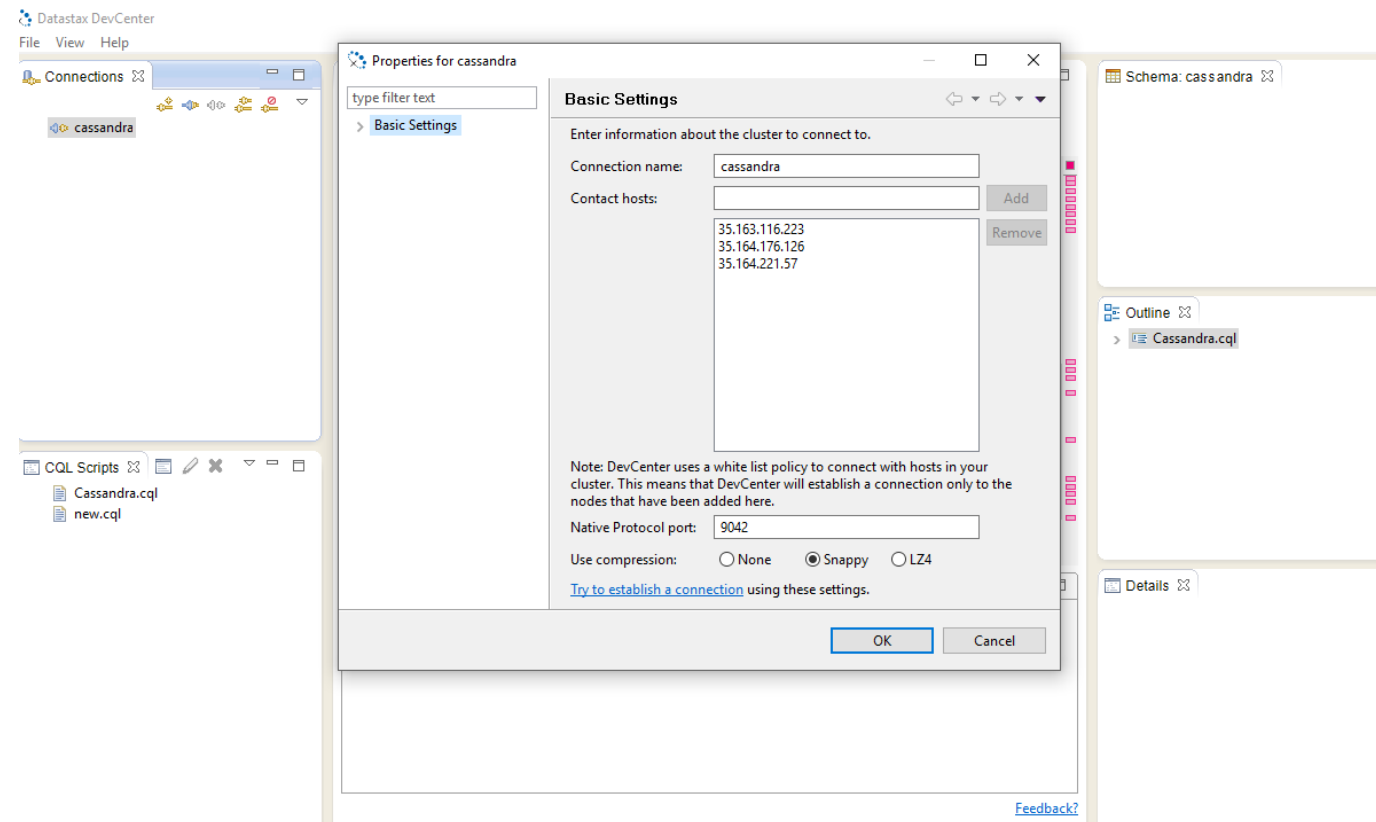 Datastax DevCenter
File View Help
Connections
cassandra
CQL Scripts
Cassandra.cql
new.cql
Properties for cassandra
type filter text
Basic Settings
Basic Settings
Enter information about the cluster to connect to.
Connection name: cassandra
Contact hosts: Add
35.163.116.223 Remove
35.164.176.126
35.164.221.57
Note: DevCenter uses a white list policy to connect with hosts in your
cluster. This means that DevCenter will establish a connection only to the
nodes that have been added here.
Native Protocol port: 9042
Use compression: None Snappy LZ4
Try to establish a connection using these settings.
OK Cancel
Feedback?
Schema: cassandra
Outline
Cassandra.cql
Details